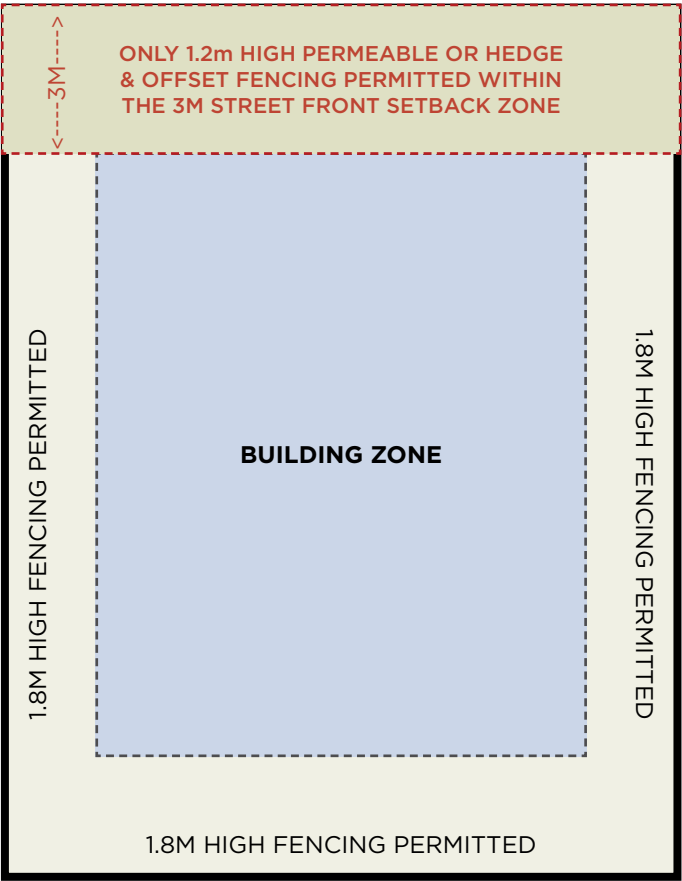 <----3M---->
ONLY 1.2m HIGH PERMEABLE OR HEDGE
& OFFSET FENCING PERMITTED WITHIN
THE 3M STREET FRONT SETBACK ZONE
1.8M HIGH FENCING PERMITTED
BUILDING ZONE
1.8M HIGH FENCING PERMITTED
1.8M HIGH FENCING PERMITTED